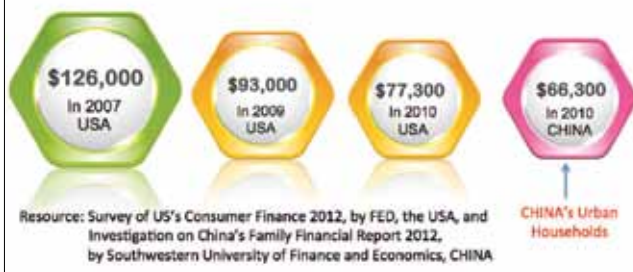 $126,000
In 2007
USA
$93,000
In 2009
USA
$77,300
In 2010
USA
$66,300
In 2010
CHINA
Resource: Survey of US's Consumer Finance 2012, by FED, the USA, and
Investigation on China's Family Financial Report 2012,
by Southwestern University of Finance and Economics, CHINA
CHINA's Urban
Households